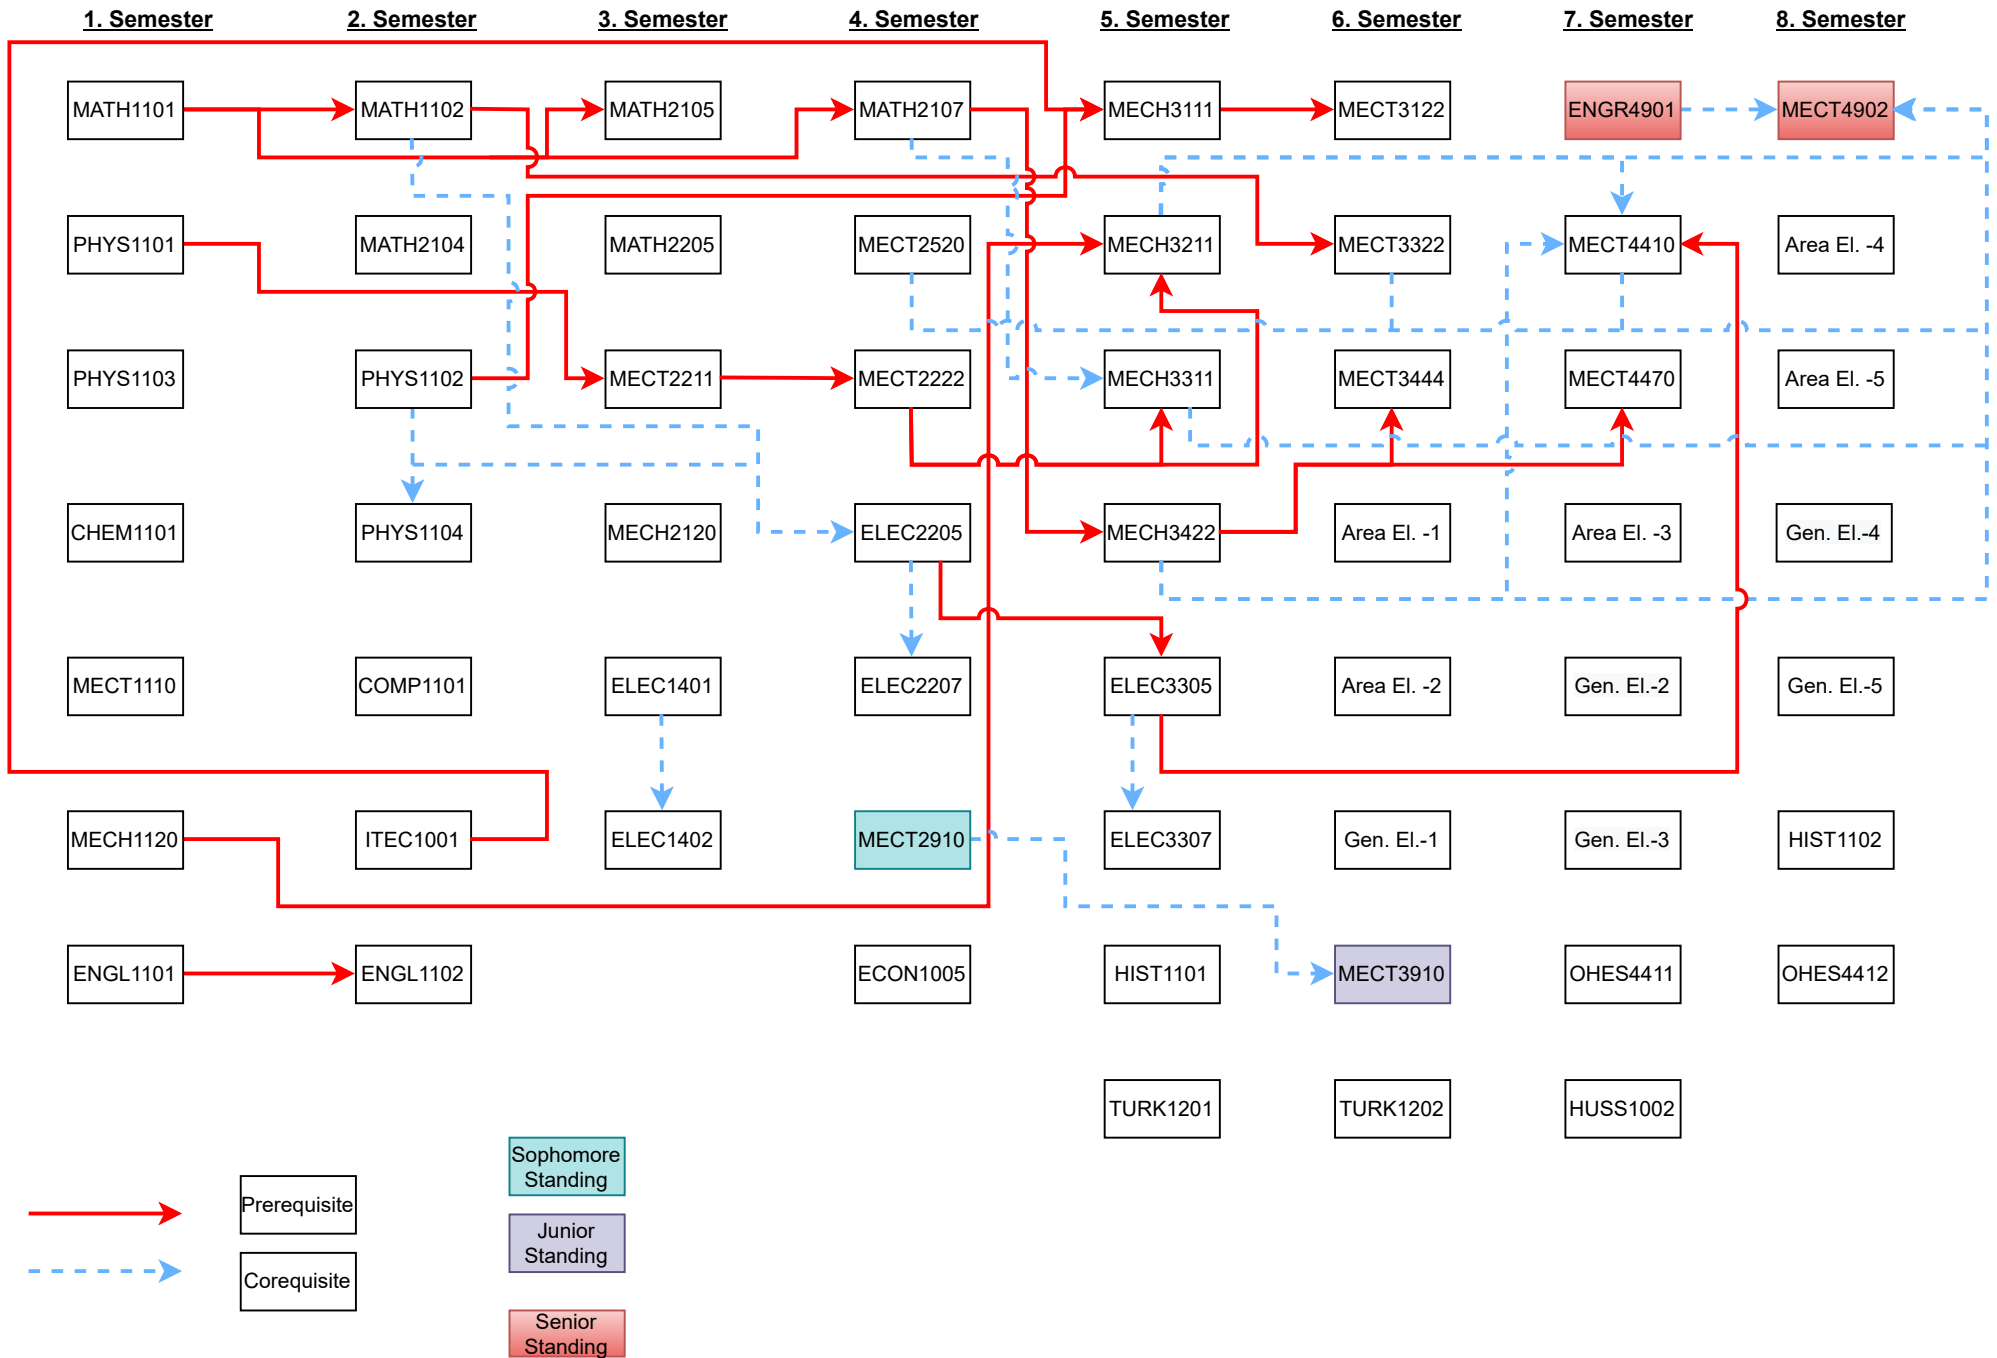 1. Semester
2. Semester
3. Semester
4. Semester
5. Semester
6. Semester
7. Semester
8. Semester
MATH1101
MATH1102
MATH2105
MATH2107
MECH3111
MECT3122
ENGR4901
MECT4902
PHYS1101
MATH2104
MATH2205
MECT2520
MECH3211
MECT3322
MECT4410
Area El. -4
PHYS1103
PHYS1102
MECT2211
MECT2222
MECH3311
MECT3444
MECT4470
Area El. -5
CHEM1101
PHYS1104
MECH2120
ELEC2205
MECH3422
Area El. -1
Area El. -3
Gen. El.-4
MECT1110
COMP1101
ELEC1401
ELEC2207
ELEC3305
Area El. -2
Gen. El.-2
Gen. El.-5
MECH1120
ITEC1001
ELEC1402
MECT2910
ELEC3307
Gen. El.-1
Gen. El.-3
HIST1102
ENGL1101
ENGL1102
ECON1005
HIST1101
MECT3910
OHES4411
OHES4412
TURK1201
TURK1202
HUSS1002
Prerequisite
Corequisite
Sophomore
Standing
Junior
Standing
Senior
Standing